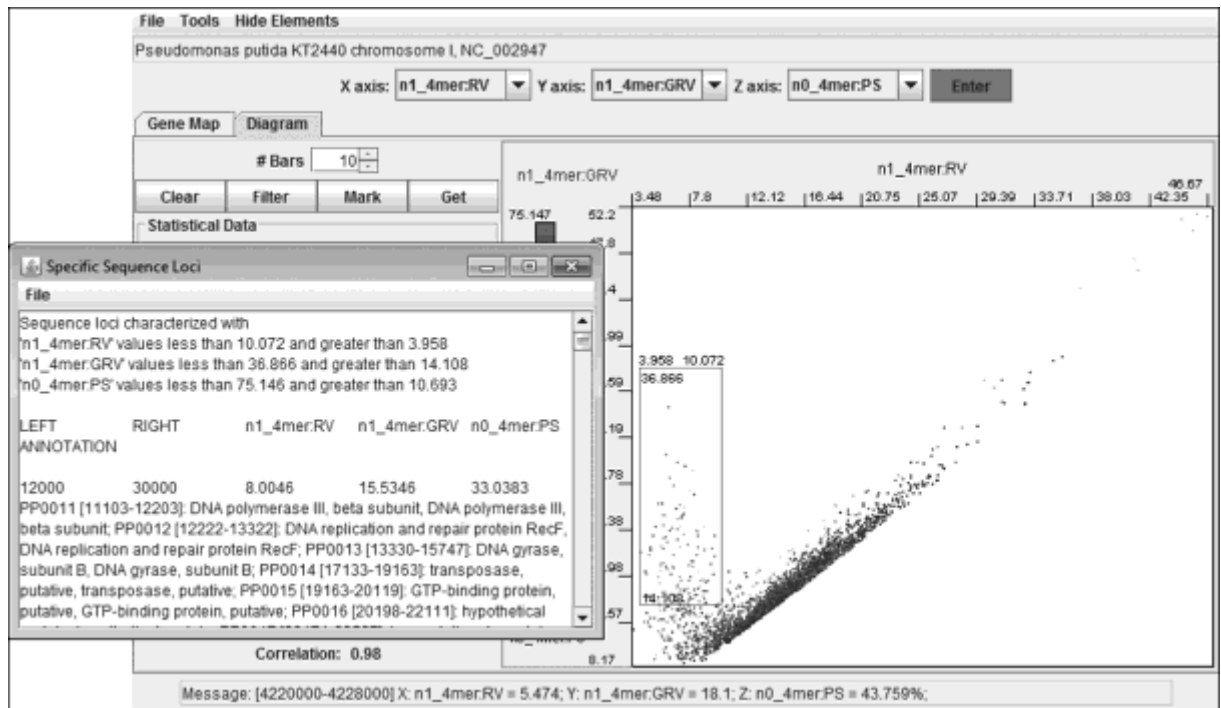 File Tools Hide Elements
Pseudomonas putida KT2440 chromosome I, NC_002947
X axis: n1_4mer:RV Y axis: n1_4mer:GRV Z axis: n0_4mer:PS Enter
Gene Map Diagram
# Bars 10
Clear Filter Mark Get
Statistical Data
n1_4mer:GRV
n1_4mer:RV
46.67
3.48 7.8 12.12 16.44 20.75 25.07 29.39 33.71 38.03 42.35
75.147 52.2
Specific Sequence Loci
File
Sequence loci characterized with
'n1_4mer:RV' values less than 10.072 and greater than 3.958
'n1_4mer:GRV' values less than 36.866 and greater than 14.108
'n0_4mer:PS' values less than 75.146 and greater than 10.693
LEFT RIGHT n1_4mer:RV n1_4mer:GRV n0_4mer:PS
ANNOTATION
12000 30000 8.0046 15.5346 33.0383
PP0011 [11103-12203]: DNA polymerase III, beta subunit, DNA polymerase III,
beta subunit; PP0012 [12222-13322]: DNA replication and repair protein RecF,
DNA replication and repair protein RecF; PP0013 [13330-15747]: DNA gyrase,
subunit B, DNA gyrase, subunit B; PP0014 [17133-19163]: transposase,
putative, transposase, putative; PP0015 [19163-20119]: GTP-binding protein,
putative, GTP-binding protein, putative; PP0016 [20198-22111]: hypothetical
.4
.99
.59
.19
.78
.38
.98
.57
8.17
3.958 10.072
36.866
14.108
Correlation: 0.98
Message: [4220000-4228000] X: n1_4mer:RV = 5.474; Y: n1_4mer:GRV = 18.1; Z: n0_4mer:PS = 43.759%;